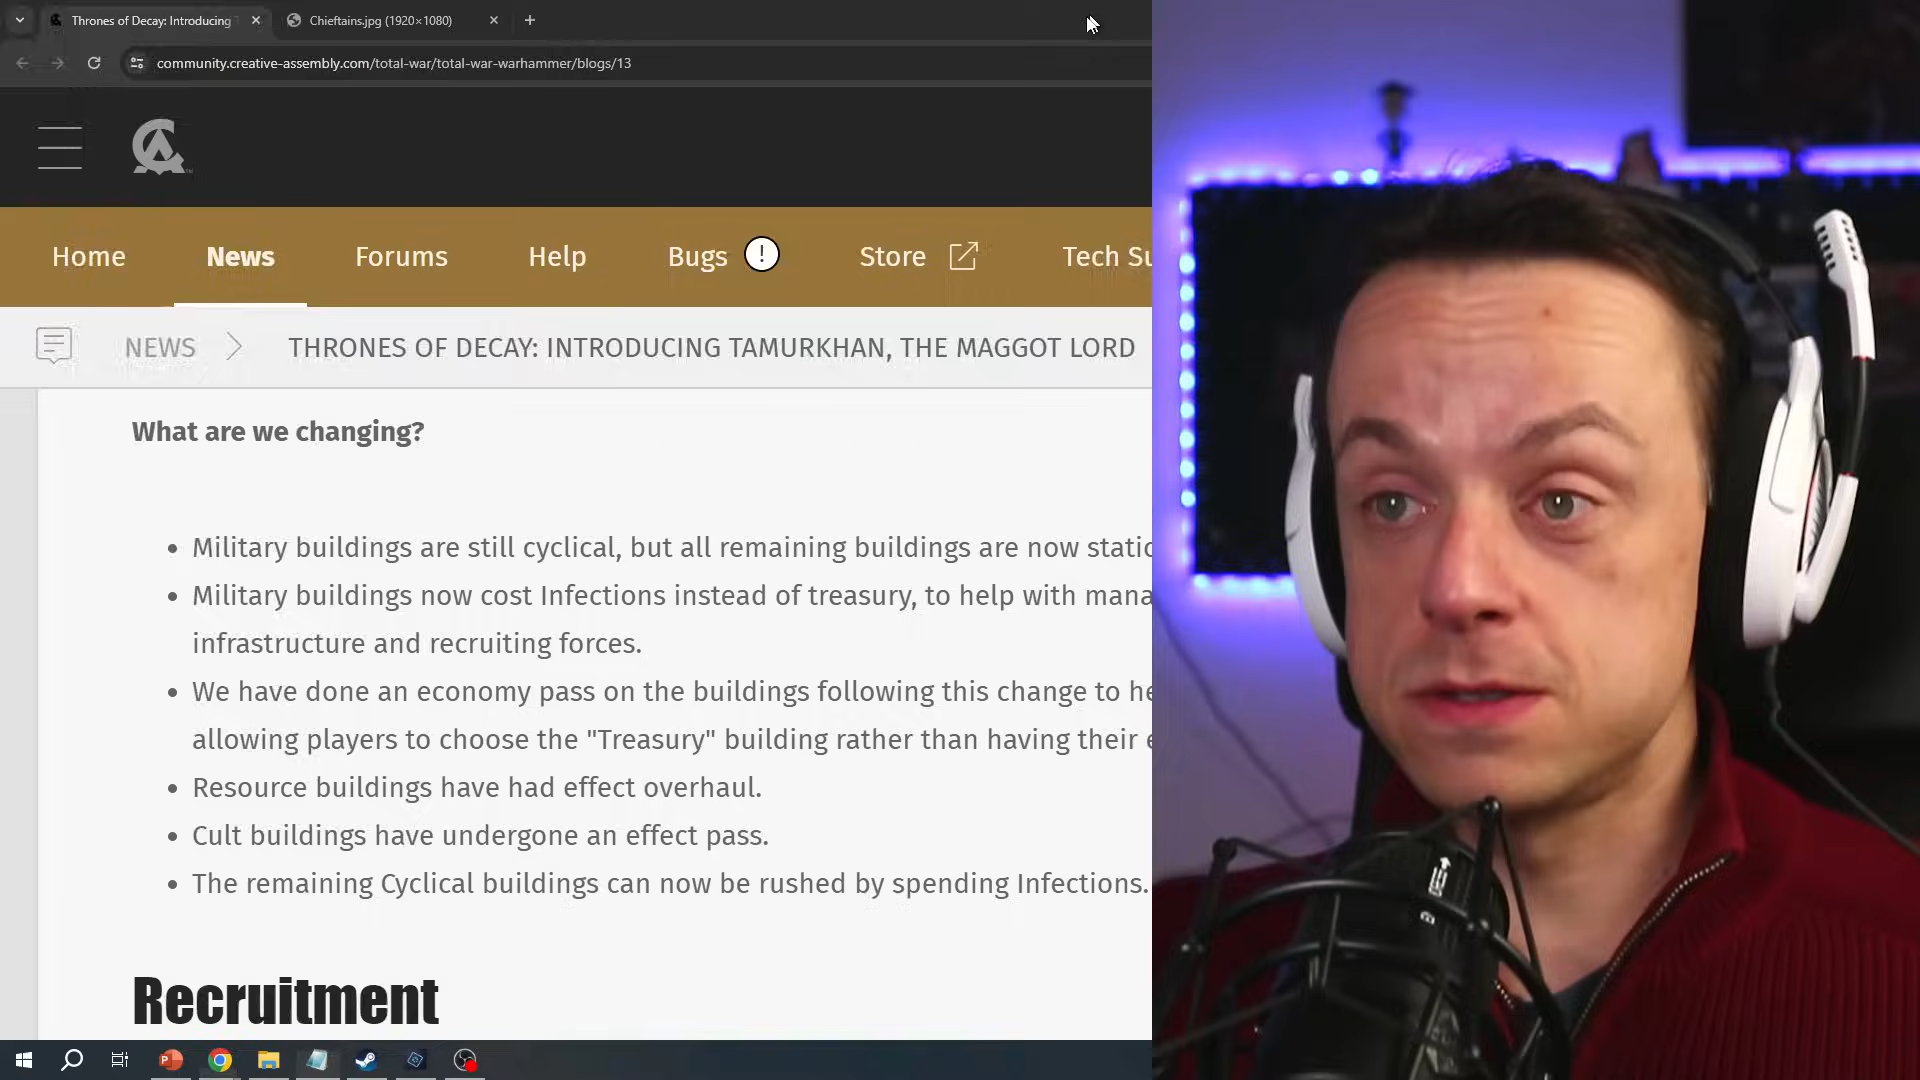 Thrones of Decay: Introducing
Chieftains.jpg (1920×1080)
community.creative-assembly.com/total-war/total-war-warhammer/blogs/13
Home
News
Forums
Help
Bugs !
Store
Tech Su
NEWS
THRONES OF DECAY: INTRODUCING TAMURKHAN, THE MAGGOT LORD
What are we changing?
Military buildings are still cyclical, but all remaining buildings are now static
Military buildings now cost Infections instead of treasury, to help with mana
infrastructure and recruiting forces.
We have done an economy pass on the buildings following this change to he
allowing players to choose the "Treasury" building rather than having their e
Resource buildings have had effect overhaul.
Cult buildings have undergone an effect pass.
The remaining Cyclical buildings can now be rushed by spending Infections.
Recruitment